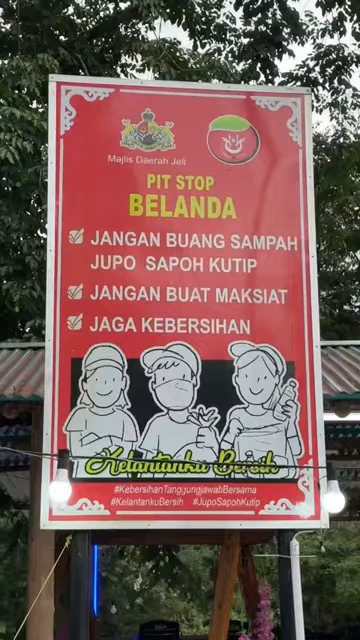 Majlis Daerah Jeli
PIT STOP
BELANDA
JANGAN BUANG SAMPAH
JUPO SAPOH KUTIP
JANGAN BUAT MAKSIAT
JAGA KEBERSIHAN
Kelantanku Bersih
#KebersihanTanggungjawabBersama
#KelantankuBersih #JupoSapohKutip